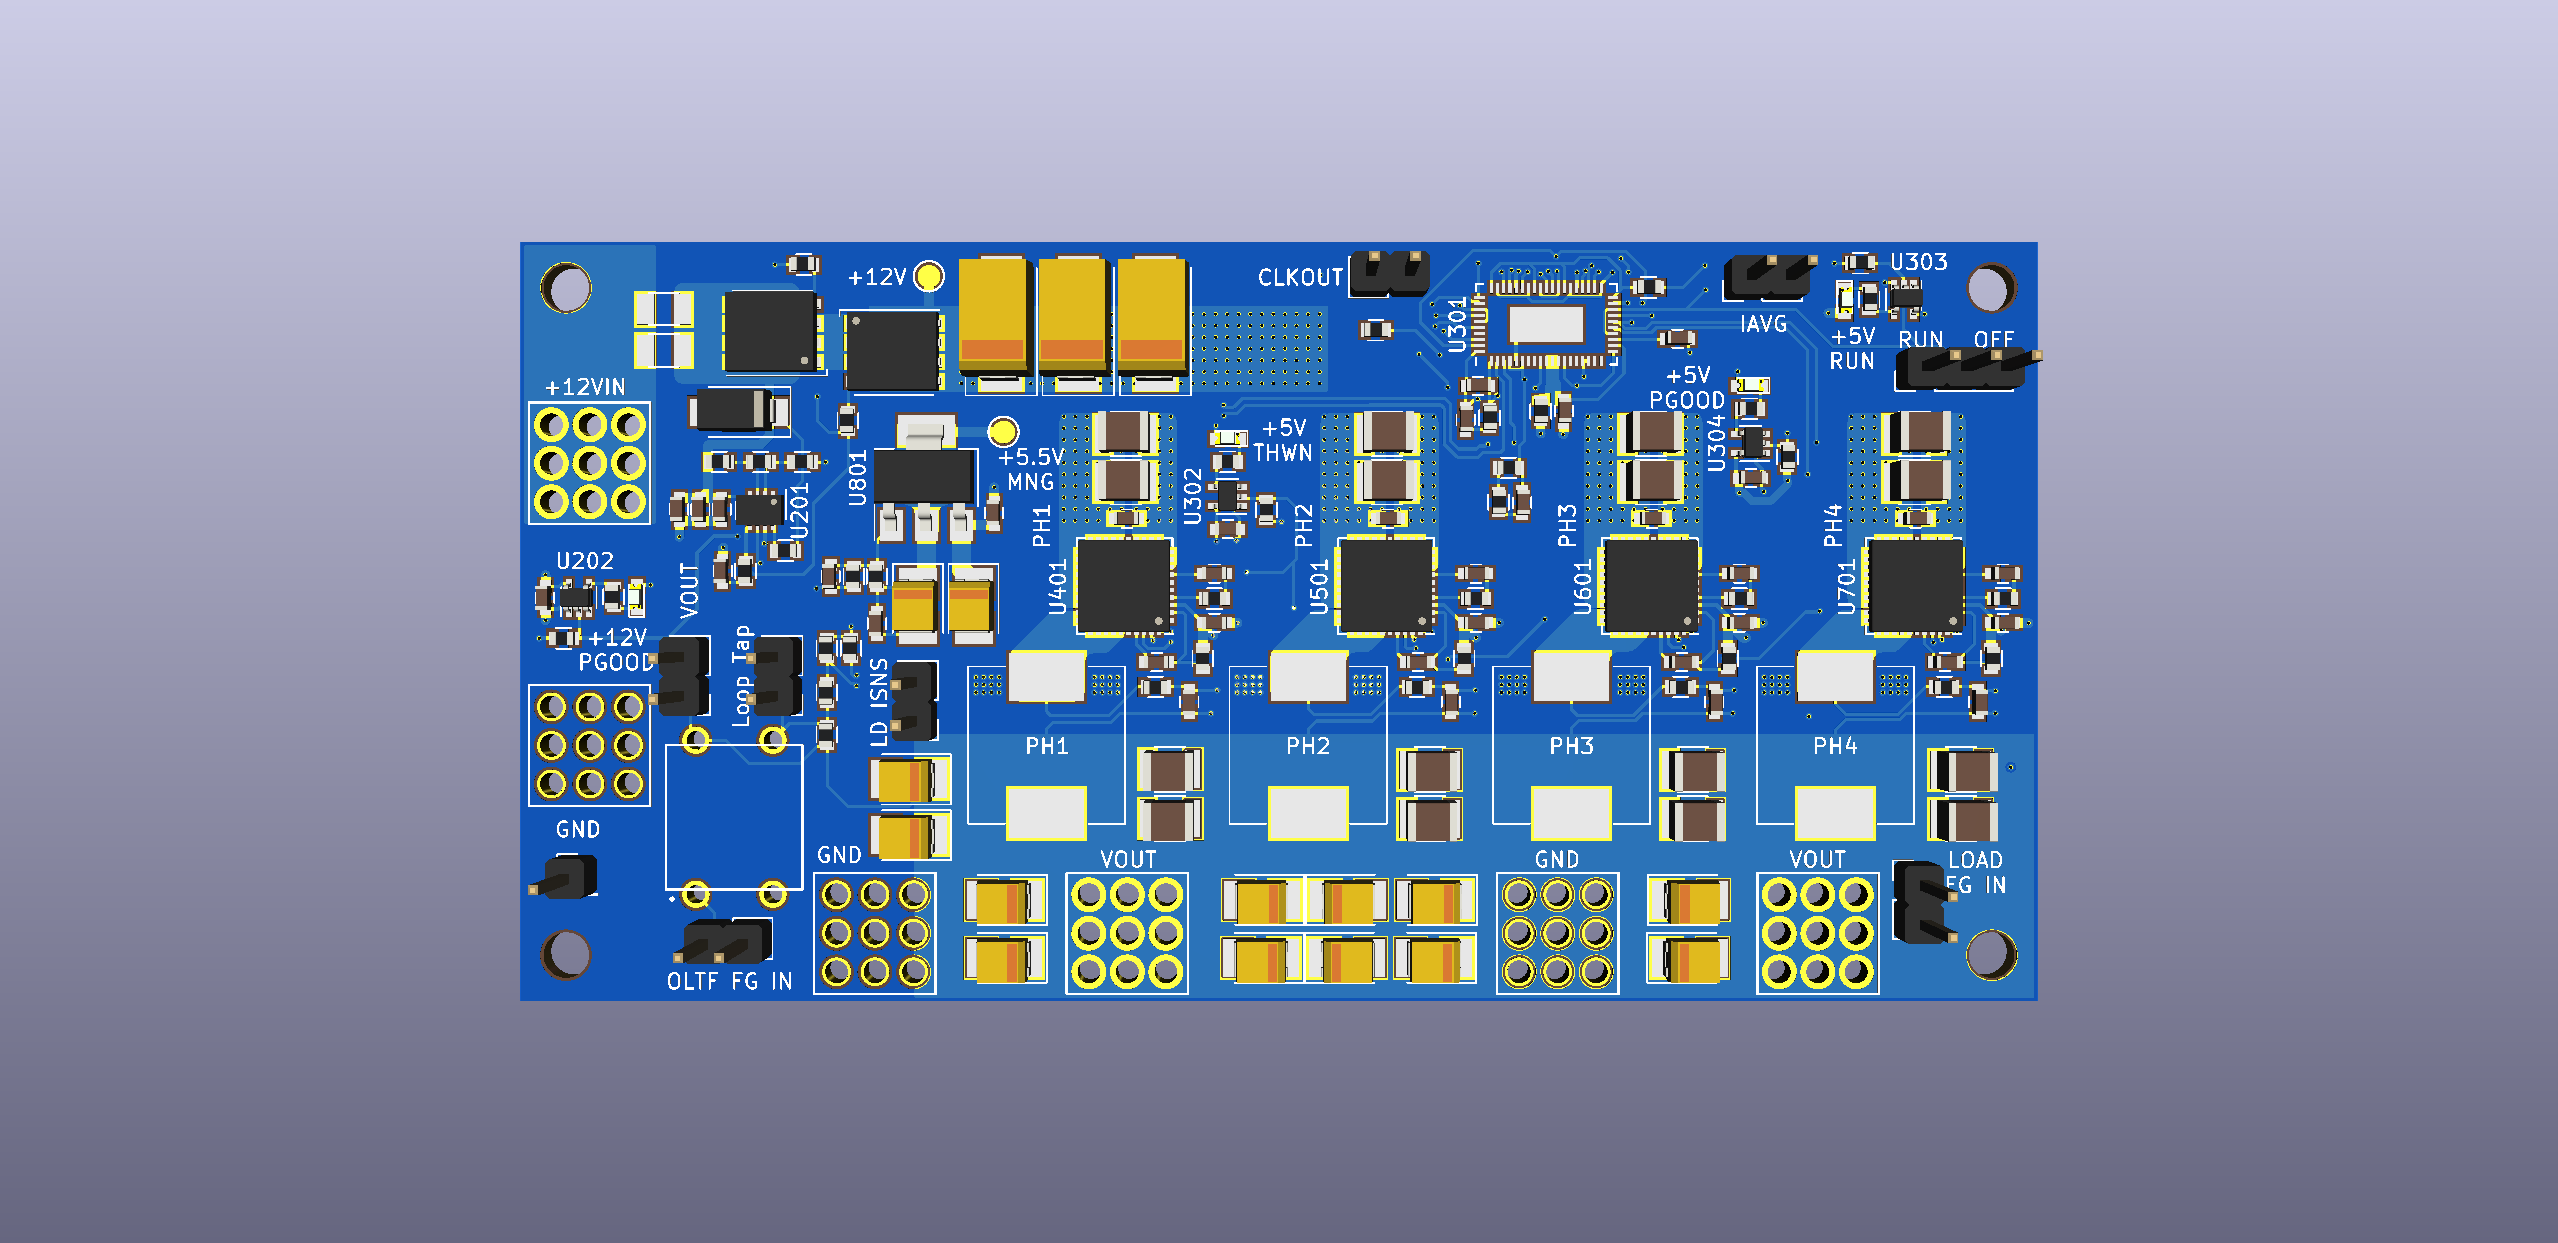 +12V
CLKOUT
U301
IAVG
U303
+5V
RUN
RUN
OFF
+12VIN
+5V
PGOOD
U304
U801
+5.5V
MNG
+5V
THWN
U302
U201
PH1
PH2
PH3
PH4
U202
VOUT
U401
U501
U601
U701
+12V
PGOOD
Loop Tap
LD ISNS
PH1
PH2
PH3
PH4
GND
GND
VOUT
GND
VOUT
LOAD
FG IN
OLTF FG IN